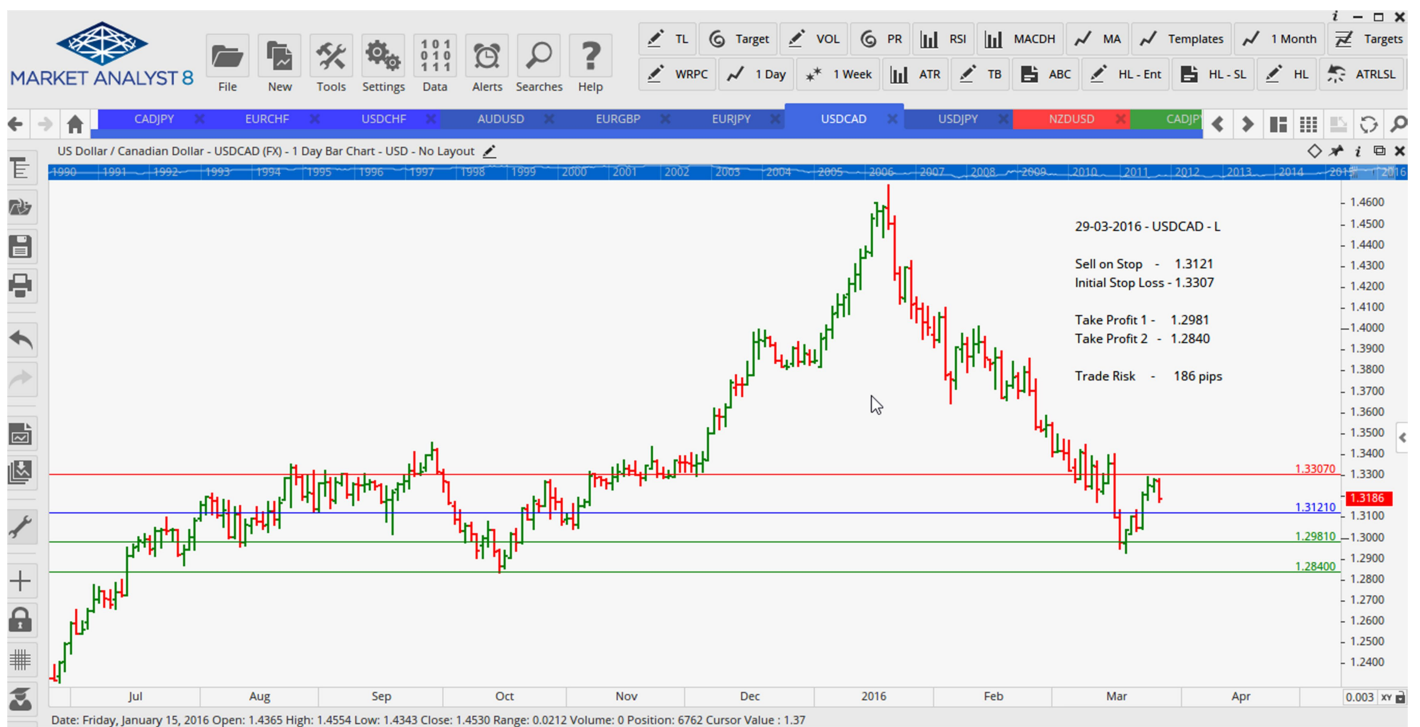 i
TL Target VOL PR RSI MACDH MA Templates 1 Month Targets
101
010
111
MARKET ANALYST 8
File New Tools Settings Data Alerts Searches Help
WRPC 1 Day 1 Week ATR TB ABC HL - Ent HL - SL HL ATRLSL
CADJPY EURCHF USDCHF AUDUSD EURGBP EURJPY USDCAD USDJPY NZDUSD CADJP
US Dollar / Canadian Dollar - USDCAD (FX) - 1 Day Bar Chart - USD - No Layout
i
1990 1991 1992 1993 1994 1995 1996 1997 1998 1999 2000 2001 2002 2003 2004 2005 2006 2007 2008 2009 2010 2011 2012 2013 2014 2015 2016
1.4600
29-03-2016 - USDCAD - L
1.4500
1.4400
Sell on Stop - 1.3121
1.4300
Initial Stop Loss - 1.3307
1.4200
1.4100
Take Profit 1 - 1.2981
1.4000
Take Profit 2 - 1.2840
1.3900
1.3800
Trade Risk - 186 pips
1.3700
1.3600
1.3500
1.3400
1.33070
1.3300
1.3186
1.31210
1.3100
1.29810
1.3000
1.2900
1.28400
1.2800
1.2700
1.2600
1.2500
1.2400
Jul Aug Sep Oct Nov Dec 2016 Feb Mar Apr 0.003 XY
Date: Friday, January 15, 2016 Open: 1.4365 High: 1.4554 Low: 1.4343 Close: 1.4530 Range: 0.0212 Volume: 0 Position: 6762 Cursor Value : 1.37